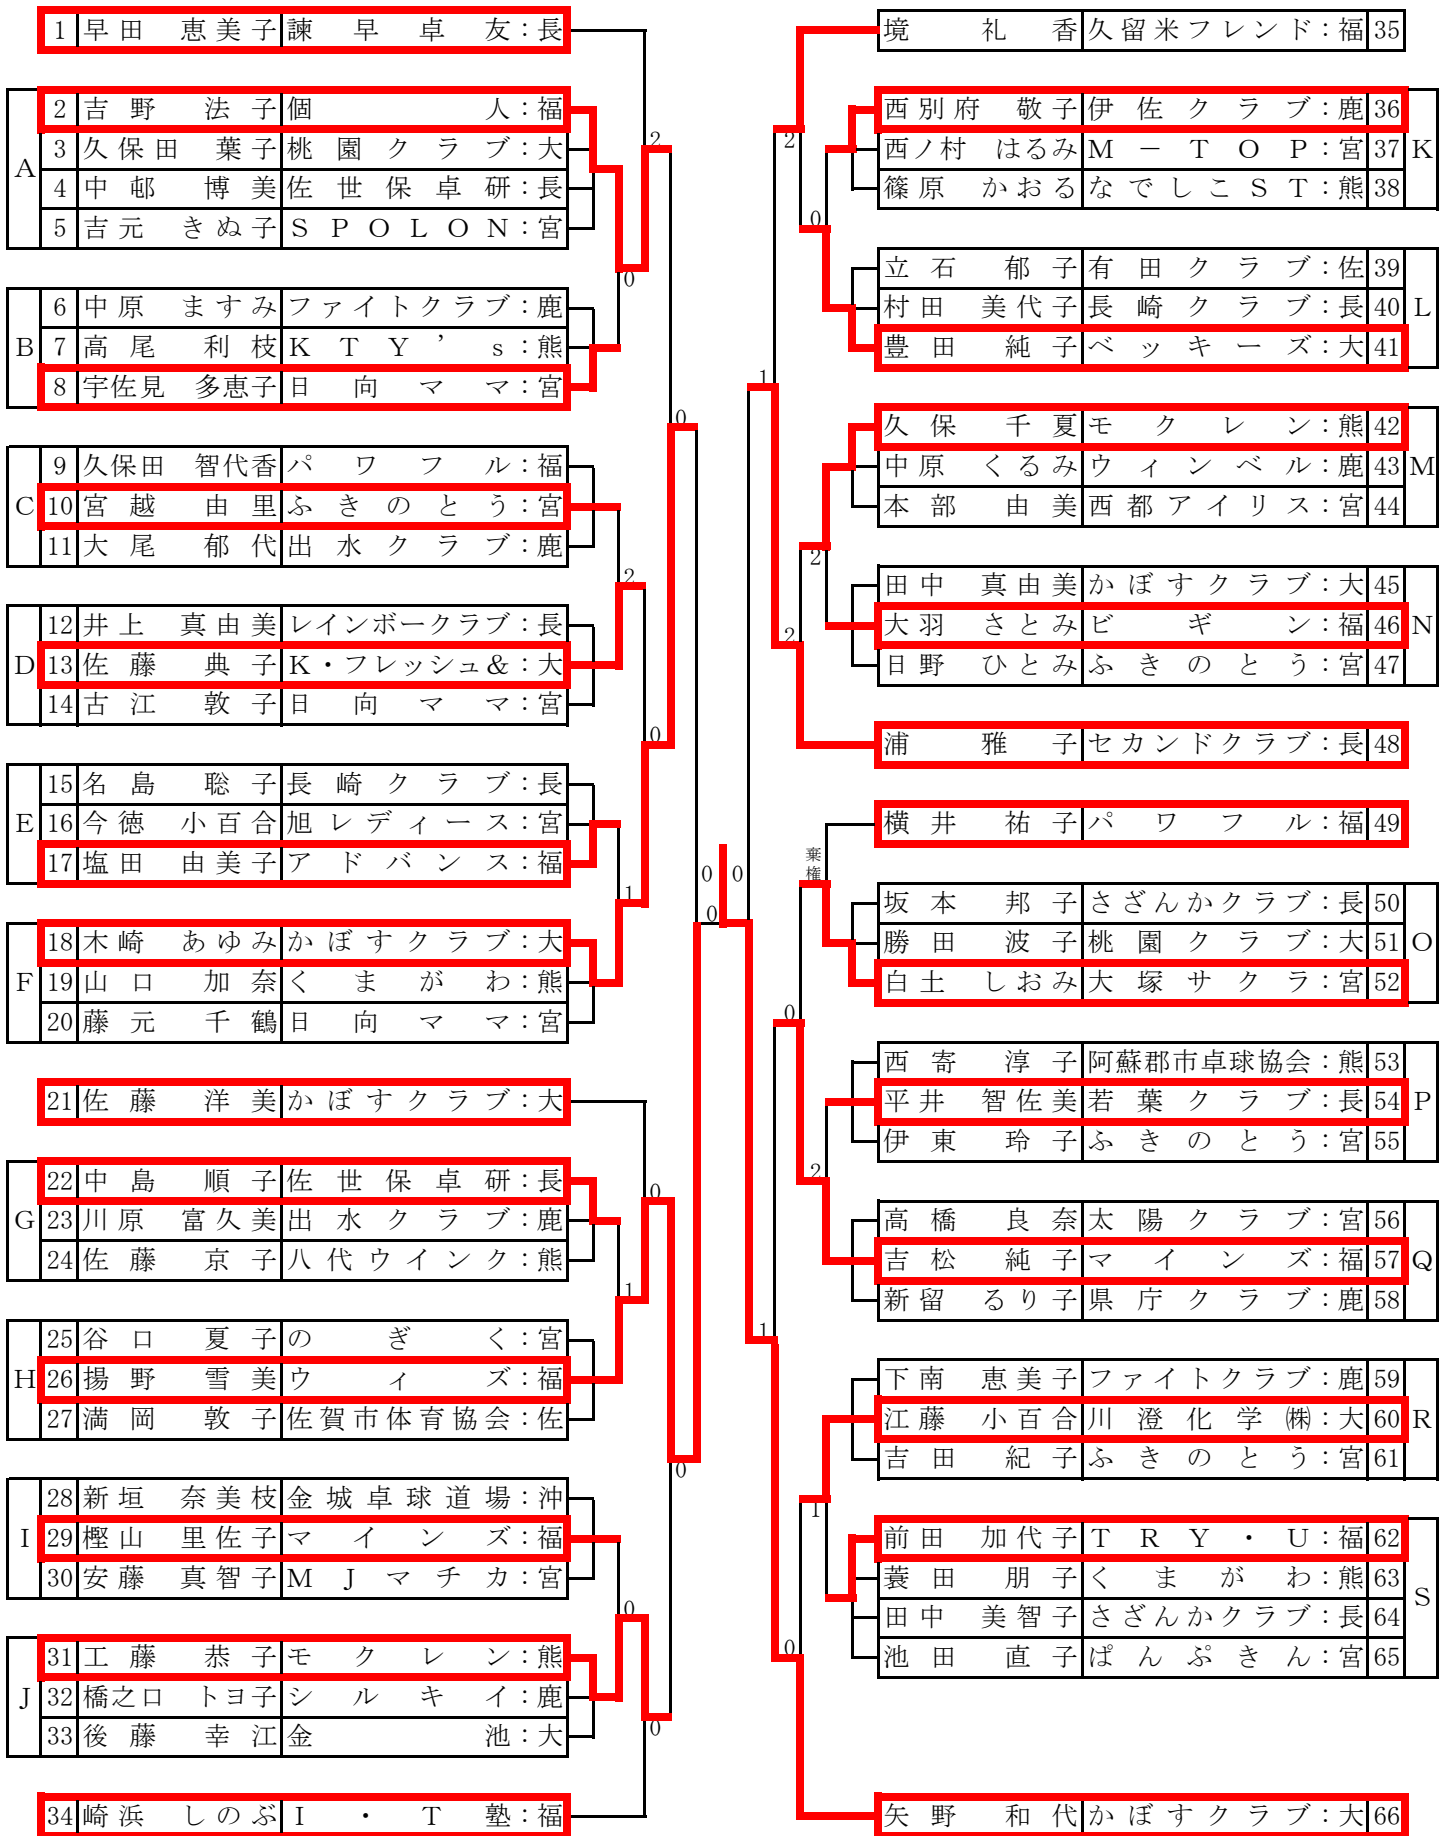 1 早田 恵美子 諫早卓友：長
A
2 吉野 法子 個人：福
3 久保田 葉子 桃園クラブ：大
4 中邨 博美 佐世保卓研：長
5 吉元 きぬ子 SPOLON：宮
B
6 中原 ますみ ファイトクラブ：鹿
7 高尾 利枝 KTY’s：熊
8 宇佐見 多恵子 日向ママ：宮
C
9 久保田 智代香 パワフル：福
10 宮越 由里 ふきのとう：宮
11 大尾 郁代 出水クラブ：鹿
D
12 井上 真由美 レインボークラブ：長
13 佐藤 典子 K・フレッシュ&：大
14 古江 敦子 日向ママ：宮
E
15 名島 聡子 長崎クラブ：長
16 今徳 小百合 旭レディース：宮
17 塩田 由美子 アドバンス：福
F
18 木崎 あゆみ かぼすクラブ：大
19 山口 加奈 くまがわ：熊
20 藤元 千鶴 日向ママ：宮
21 佐藤 洋美 かぼすクラブ：大
G
22 中島 順子 佐世保卓研：長
23 川原 富久美 出水クラブ：鹿
24 佐藤 京子 八代ウインク：熊
H
25 谷口 夏子 のぎく：宮
26 揚野 雪美 ウィズ：福
27 満岡 敦子 佐賀市体育協会：佐
I
28 新垣 奈美枝 金城卓球道場：沖
29 樫山 里佐子 マインズ：福
30 安藤 真智子 MJマチカ：宮
J
31 工藤 恭子 モクレン：熊
32 橋之口 トヨ子 シルキイ：鹿
33 後藤 幸江 金池：大
34 崎浜 しのぶ I・T塾：福
2
0
0
2
0
1
0
1
0
0
0
0
0 0
境 礼香 久留米フレンド：福 35
西別府 敬子 伊佐クラブ：鹿 36
西ノ村 はるみ M－TOP：宮 37
篠原 かおる なでしこST：熊 38
K
立石 郁子 有田クラブ：佐 39
村田 美代子 長崎クラブ：長 40
豊田 純子 ベッキーズ：大 41
L
久保 千夏 モクレン：熊 42
中原 くるみ ウィンベル：鹿 43
本部 由美 西都アイリス：宮 44
M
田中 真由美 かぼすクラブ：大 45
大羽 さとみ ビギン：福 46
日野 ひとみ ふきのとう：宮 47
N
浦 雅子 セカンドクラブ：長 48
横井 祐子 パワフル：福 49
坂本 邦子 さざんかクラブ：長 50
勝田 波子 桃園クラブ：大 51
白土 しおみ 大塚サクラ：宮 52
O
西寄 淳子 阿蘇郡市卓球協会：熊 53
平井 智佐美 若葉クラブ：長 54
伊東 玲子 ふきのとう：宮 55
P
高橋 良奈 太陽クラブ：宮 56
吉松 純子 マインズ：福 57
新留 るり子 県庁クラブ：鹿 58
Q
下南 恵美子 ファイトクラブ：鹿 59
江藤 小百合 川澄化学㈱：大 60
吉田 紀子 ふきのとう：宮 61
R
前田 加代子 TRY・U：福 62
蓑田 朋子 くまがわ：熊 63
田中 美智子 さざんかクラブ：長 64
池田 直子 ぱんぷきん：宮 65
S
矢野 和代 かぼすクラブ：大 66
2
0
1
2
2
棄権
0
2
1
1
0